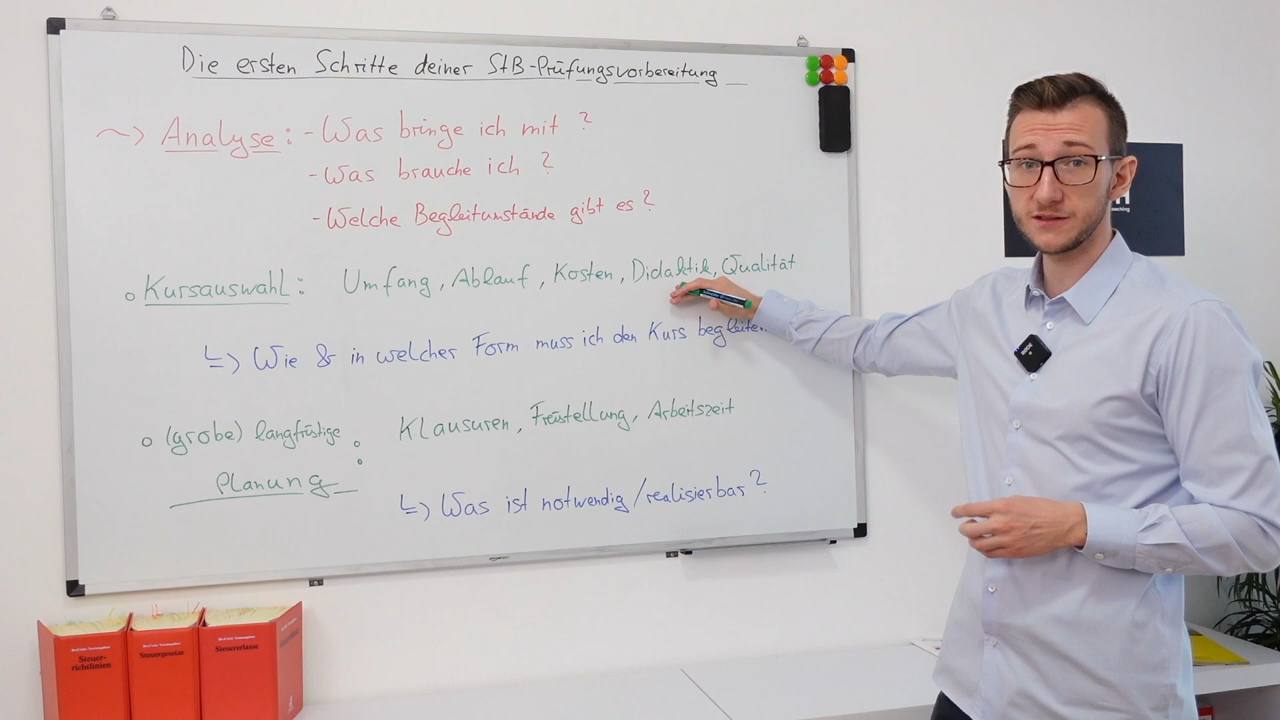 Die ersten Schritte deiner StB-Prüfungsvorbereitung
~> Analyse: - Was bringe ich mit ?
- Was brauche ich ?
- Welche Begleitumstände gibt es ?
o Kursauswahl: Umfang, Ablauf, Kosten, Didaktik, Qualität
↳ Wie & in welcher Form muss ich den Kurs begleiten
o (grobe) langfristige Planung : Klausuren, Freistellung, Arbeitszeit
↳ Was ist notwendig/realisierbar?
Steuer-
richtlinien
Steuergesetze
Steuererlasse
RØDE